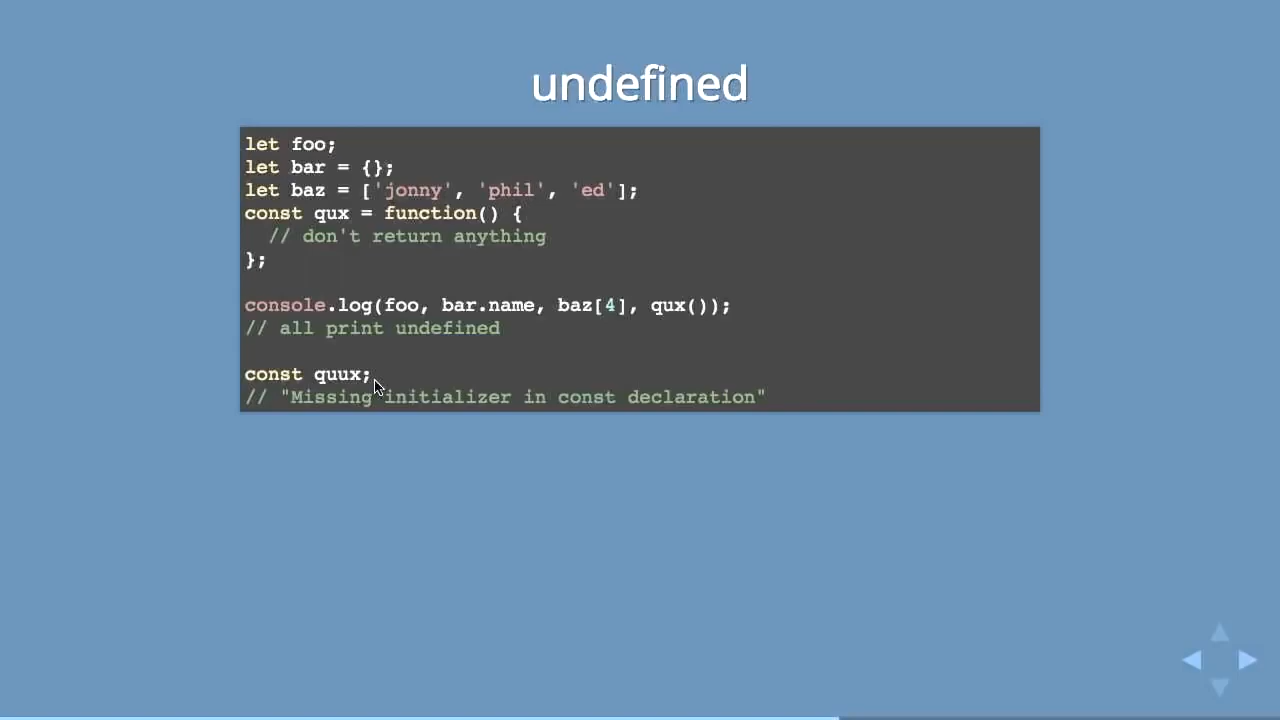 undefined
let foo;
let bar = {};
let baz = ['jonny', 'phil', 'ed'];
const qux = function() {
  // don't return anything
};
console.log(foo, bar.name, baz[4], qux());
// all print undefined
const quux;
// "Missing initializer in const declaration"